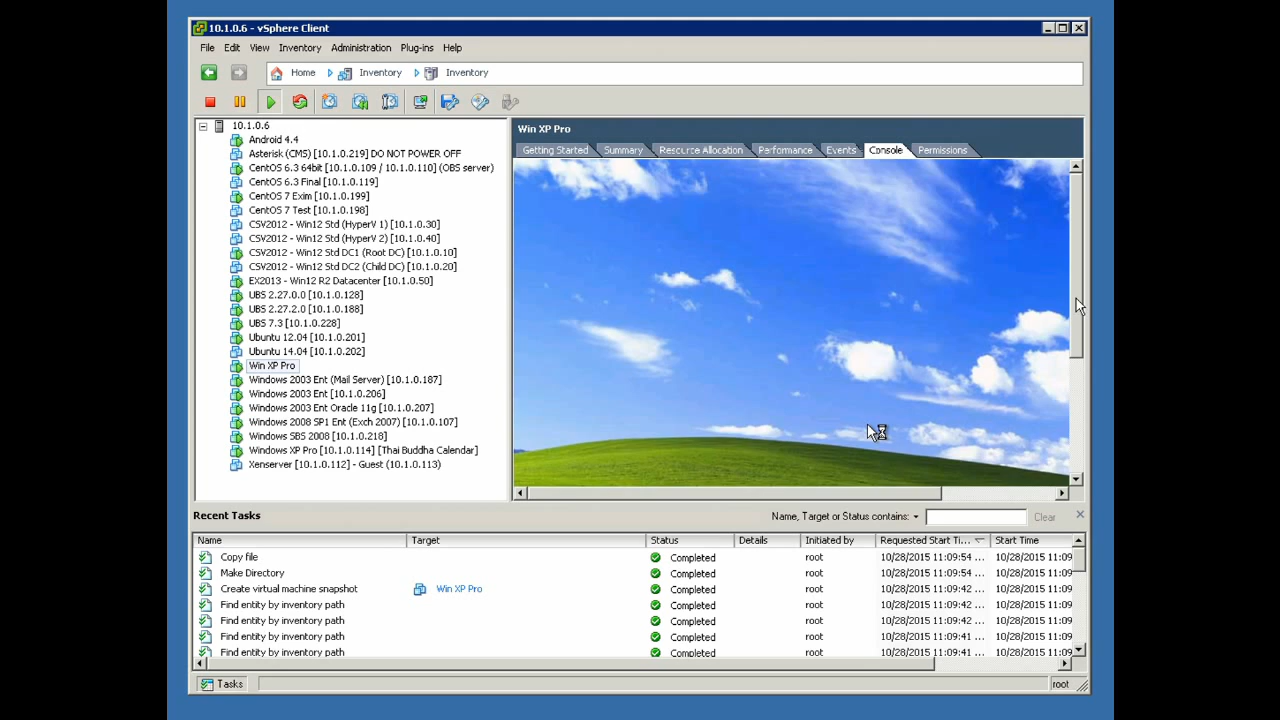 10.1.0.6 - vSphere Client
File Edit View Inventory Administration Plug-ins Help
Home Inventory Inventory
10.1.0.6
Android 4.4
Asterisk (CMS) [10.1.0.219] DO NOT POWER OFF
CentOS 6.3 64bit [10.1.0.109 / 10.1.0.110] (OBS server)
CentOS 6.3 Final [10.1.0.119]
CentOS 7 Exim [10.1.0.199]
CentOS 7 Test [10.1.0.198]
CSV2012 - Win12 Std (HyperV 1) [10.1.0.30]
CSV2012 - Win12 Std (HyperV 2) [10.1.0.40]
CSV2012 - Win12 Std DC1 (Root DC) [10.1.0.10]
CSV2012 - Win12 Std DC2 (Child DC) [10.1.0.20]
EX2013 - Win12 R2 Datacenter [10.1.0.50]
UBS 2.27.0.0 [10.1.0.128]
UBS 2.27.2.0 [10.1.0.188]
UBS 7.3 [10.1.0.228]
Ubuntu 12.04 [10.1.0.201]
Ubuntu 14.04 [10.1.0.202]
Win XP Pro
Windows 2003 Ent (Mail Server) [10.1.0.187]
Windows 2003 Ent [10.1.0.206]
Windows 2003 Ent Oracle 11g [10.1.0.207]
Windows 2008 SP1 Ent (Exch 2007) [10.1.0.107]
Windows SBS 2008 [10.1.0.218]
Windows XP Pro [10.1.0.114] [Thai Buddha Calendar]
Xenserver [10.1.0.112] - Guest (10.1.0.113)
Win XP Pro
Getting Started Summary Resource Allocation Performance Events Console Permissions
Recent Tasks Name, Target or Status contains: Clear
Name Target Status Details Initiated by Requested Start Ti... Start Time
Copy file Completed root 10/28/2015 11:09:54 ... 10/28/2015 11:09
Make Directory Completed root 10/28/2015 11:09:54 ... 10/28/2015 11:09
Create virtual machine snapshot Win XP Pro Completed root 10/28/2015 11:09:42 ... 10/28/2015 11:09
Find entity by inventory path Completed root 10/28/2015 11:09:42 ... 10/28/2015 11:09
Find entity by inventory path Completed root 10/28/2015 11:09:42 ... 10/28/2015 11:09
Find entity by inventory path Completed root 10/28/2015 11:09:41 ... 10/28/2015 11:09
Find entity by inventory path Completed root 10/28/2015 11:09:41 ... 10/28/2015 11:09
Tasks root